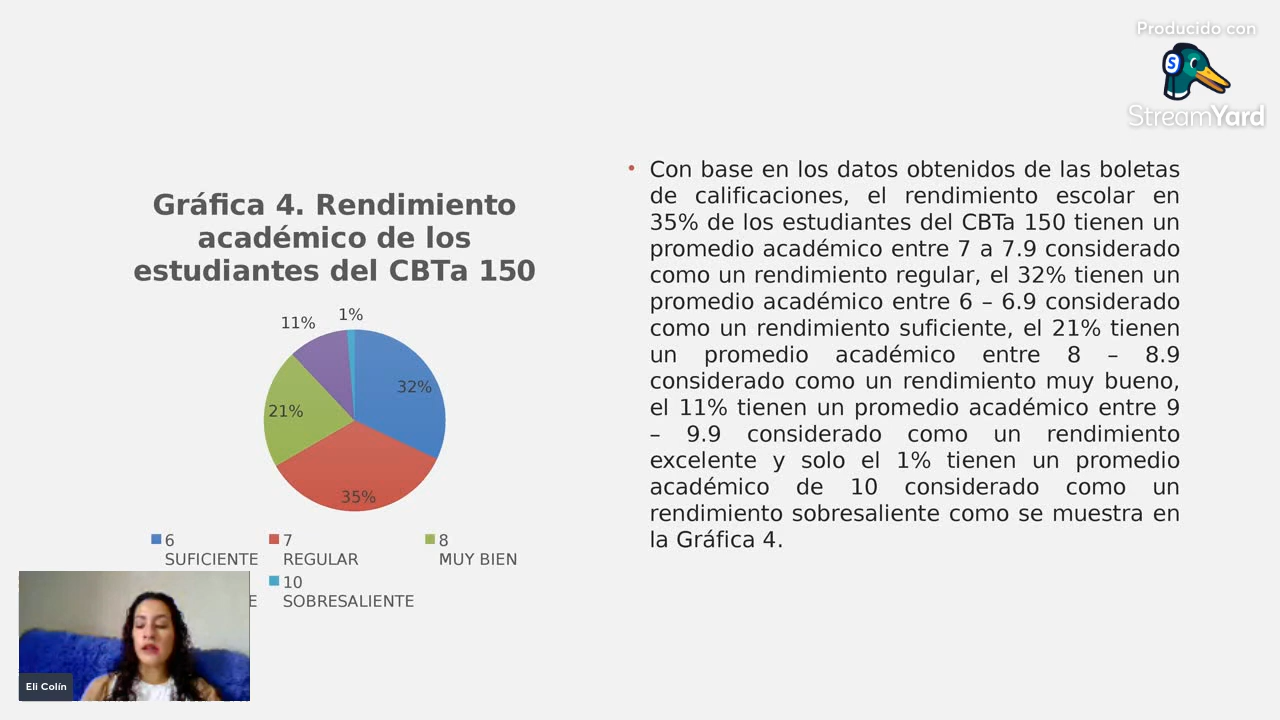 Producido con
StreamYard
Gráfica 4. Rendimiento
académico de los
estudiantes del CBTa 150
1%
11%
32%
21%
35%
6
SUFICIENTE
7
REGULAR
8
MUY BIEN
E
10
SOBRESALIENTE
• Con base en los datos obtenidos de las boletas
de calificaciones, el rendimiento escolar en
35% de los estudiantes del CBTa 150 tienen un
promedio académico entre 7 a 7.9 considerado
como un rendimiento regular, el 32% tienen un
promedio académico entre 6 – 6.9 considerado
como un rendimiento suficiente, el 21% tienen
un promedio académico entre 8 – 8.9
considerado como un rendimiento muy bueno,
el 11% tienen un promedio académico entre 9
– 9.9 considerado como un rendimiento
excelente y solo el 1% tienen un promedio
académico de 10 considerado como un
rendimiento sobresaliente como se muestra en
la Gráfica 4.
Eli Colín